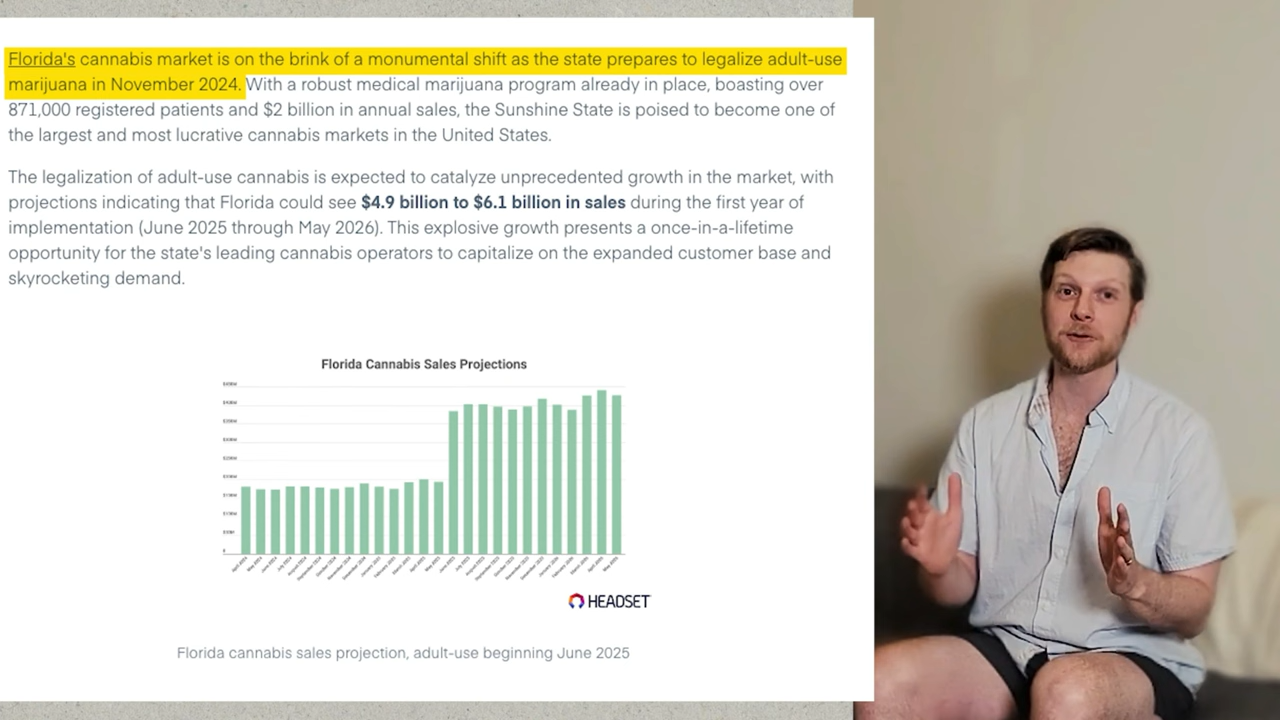 Florida's cannabis market is on the brink of a monumental shift as the state prepares to legalize adult-use
marijuana in November 2024. With a robust medical marijuana program already in place, boasting over
871,000 registered patients and $2 billion in annual sales, the Sunshine State is poised to become one of
the largest and most lucrative cannabis markets in the United States.
The legalization of adult-use cannabis is expected to catalyze unprecedented growth in the market, with
projections indicating that Florida could see $4.9 billion to $6.1 billion in sales during the first year of
implementation (June 2025 through May 2026). This explosive growth presents a once-in-a-lifetime
opportunity for the state's leading cannabis operators to capitalize on the expanded customer base and
skyrocketing demand.
Florida Cannabis Sales Projections
HEADSET
Florida cannabis sales projection, adult-use beginning June 2025